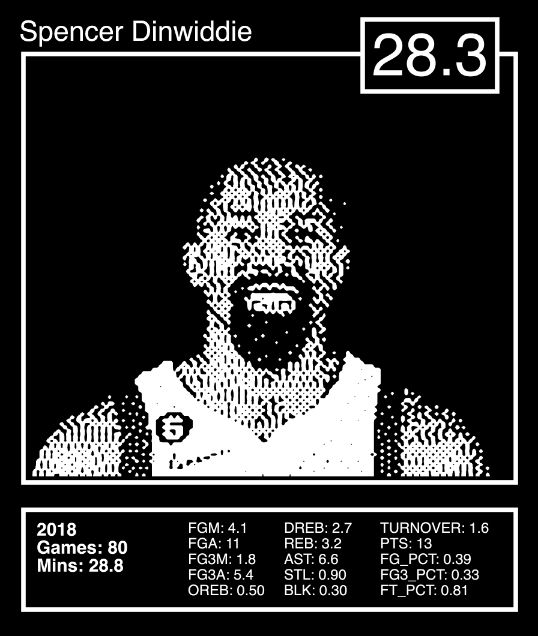 Spencer Dinwiddie
28.3
6
2018
Games: 80
Mins: 28.8
FGM: 4.1
FGA: 11
FG3M: 1.8
FG3A: 5.4
OREB: 0.50
DREB: 2.7
REB: 3.2
AST: 6.6
STL: 0.90
BLK: 0.30
TURNOVER: 1.6
PTS: 13
FG_PCT: 0.39
FG3_PCT: 0.33
FT_PCT: 0.81